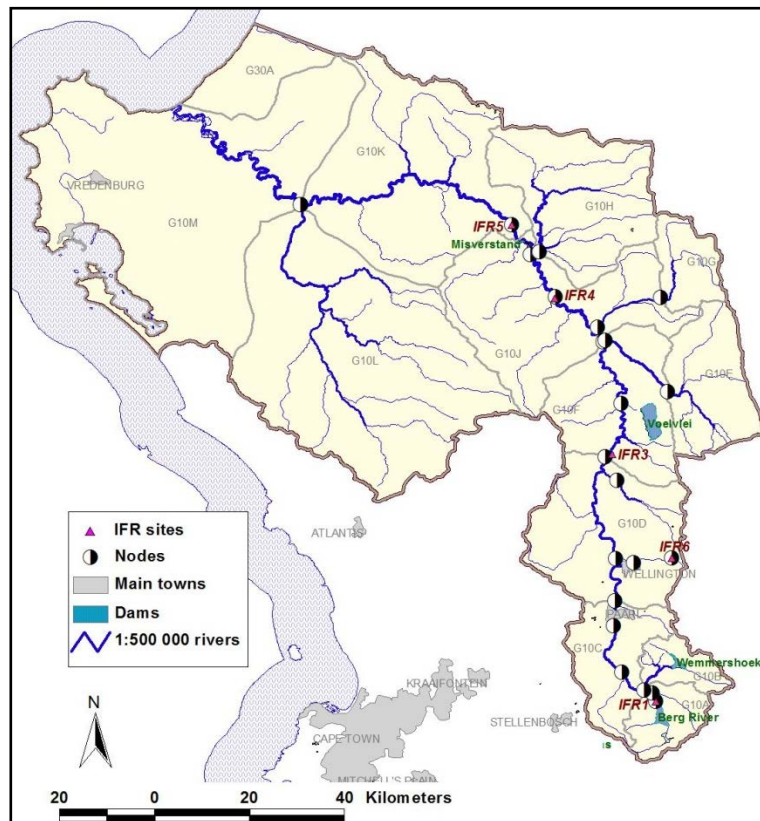 G30A
G10K
VREDENBURG
G10M
G10H
IFR5
Misverstand
G10G
IFR4
G10J
G10L
G10E
G10F
Voelvlei
IFR3
G10D
IFR6
WELLINGTON
ATLANTIS
PAARL
G10C
Wemmershoek
G10B
G10A
IFR1
Berg River
KRAAIFONTEIN
STELLENBOSCH
CAPE TOWN
s
MITCHELL'S PLAIN
IFR sites
Nodes
Main towns
Dams
1:500 000 rivers
N
20 0 20 40 Kilometers